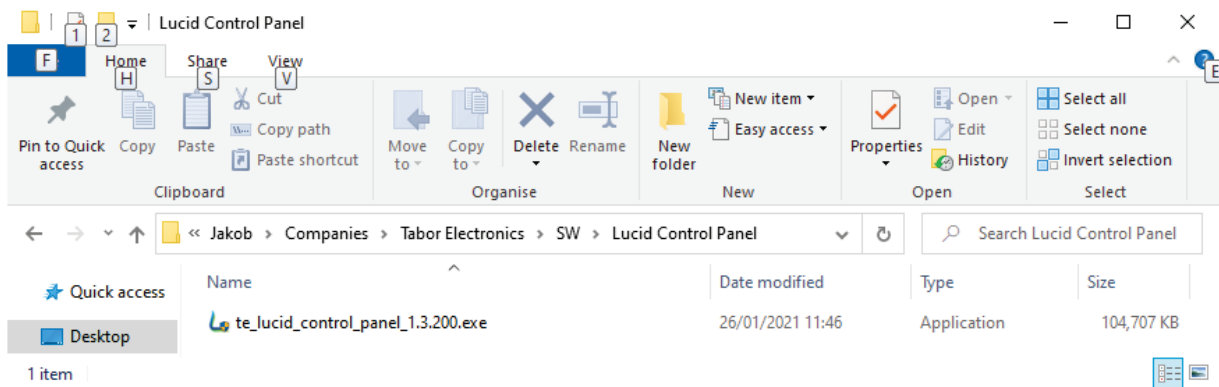 Lucid Control Panel
1 2
F Home Share View
H S V E
Pin to Quick access
Copy
Paste
Cut
Copy path
Paste shortcut
Move to
Copy to
Delete
Rename
New folder
New item
Easy access
Properties
Open
Edit
History
Select all
Select none
Invert selection
Clipboard Organise New Open Select
« Jakob > Companies > Tabor Electronics > SW > Lucid Control Panel
Search Lucid Control Panel
Quick access
Desktop
Name Date modified Type Size
te_lucid_control_panel_1.3.200.exe 26/01/2021 11:46 Application 104,707 KB
1 item